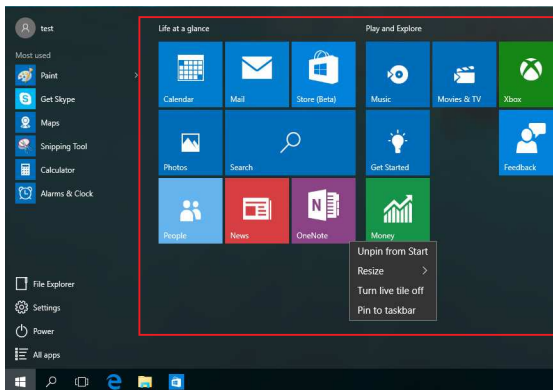 test
Most used
Paint
Get Skype
Maps
Snipping Tool
Calculator
Alarms & Clock
File Explorer
Settings
Power
All apps
Life at a glance
Play and Explore
Calendar
Mail
Store (Beta)
Music
Movies & TV
Xbox
Photos
Search
Get Started
Feedback
People
News
OneNote
Money
Unpin from Start
Resize
Turn live tile off
Pin to taskbar